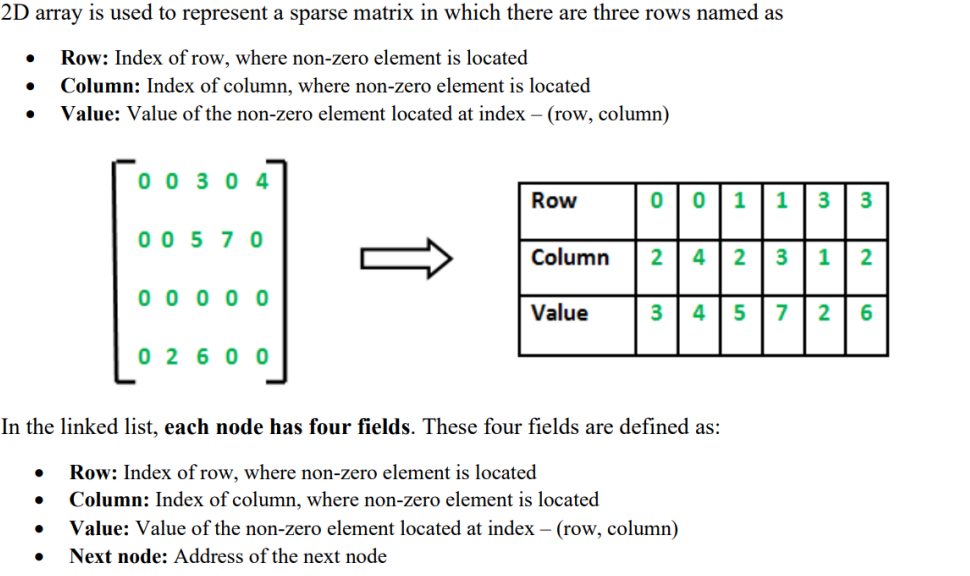 2D array is used to represent a sparse matrix in which there are three rows named as
• Row: Index of row, where non-zero element is located
• Column: Index of column, where non-zero element is located
• Value: Value of the non-zero element located at index – (row, column)
0 0 3 0 4
0 0 5 7 0
0 0 0 0 0
0 2 6 0 0
Row 0 0 1 1 3 3
Column 2 4 2 3 1 2
Value 3 4 5 7 2 6
In the linked list, each node has four fields. These four fields are defined as:
• Row: Index of row, where non-zero element is located
• Column: Index of column, where non-zero element is located
• Value: Value of the non-zero element located at index – (row, column)
• Next node: Address of the next node